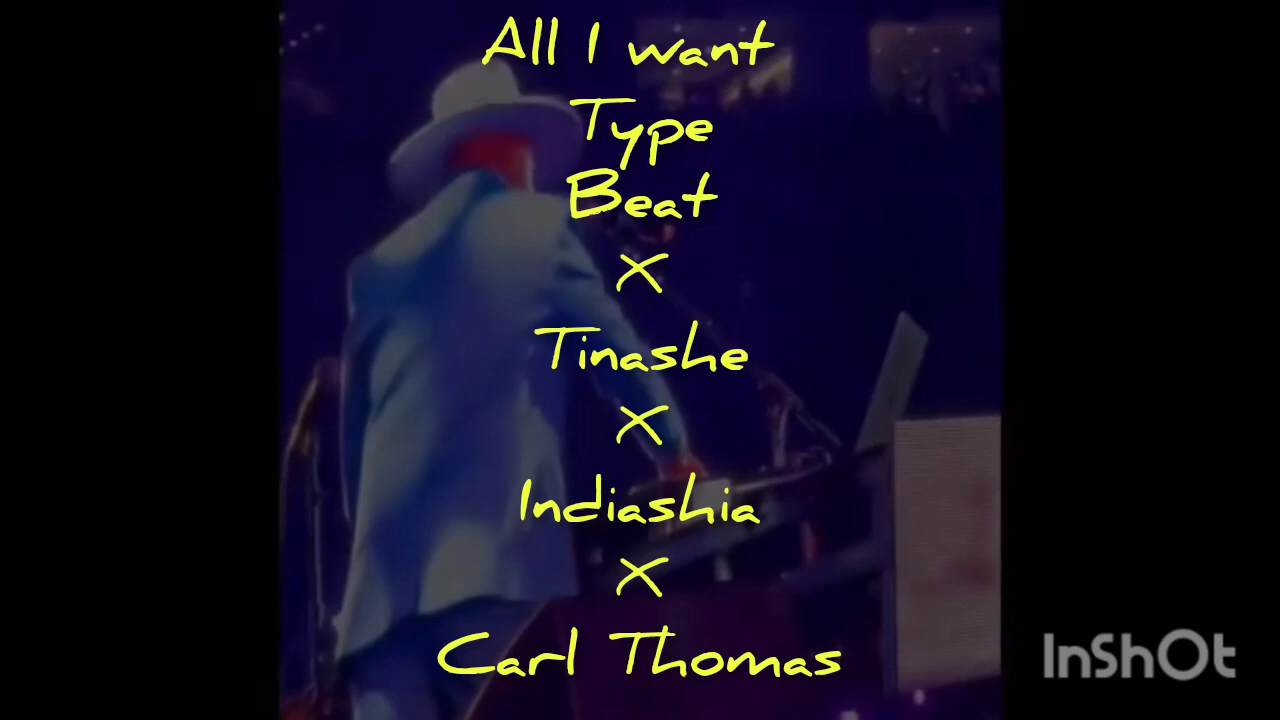 All I want
Type
Beat
X
Tinashe
X
Indiashia
X
Carl Thomas
InShOt